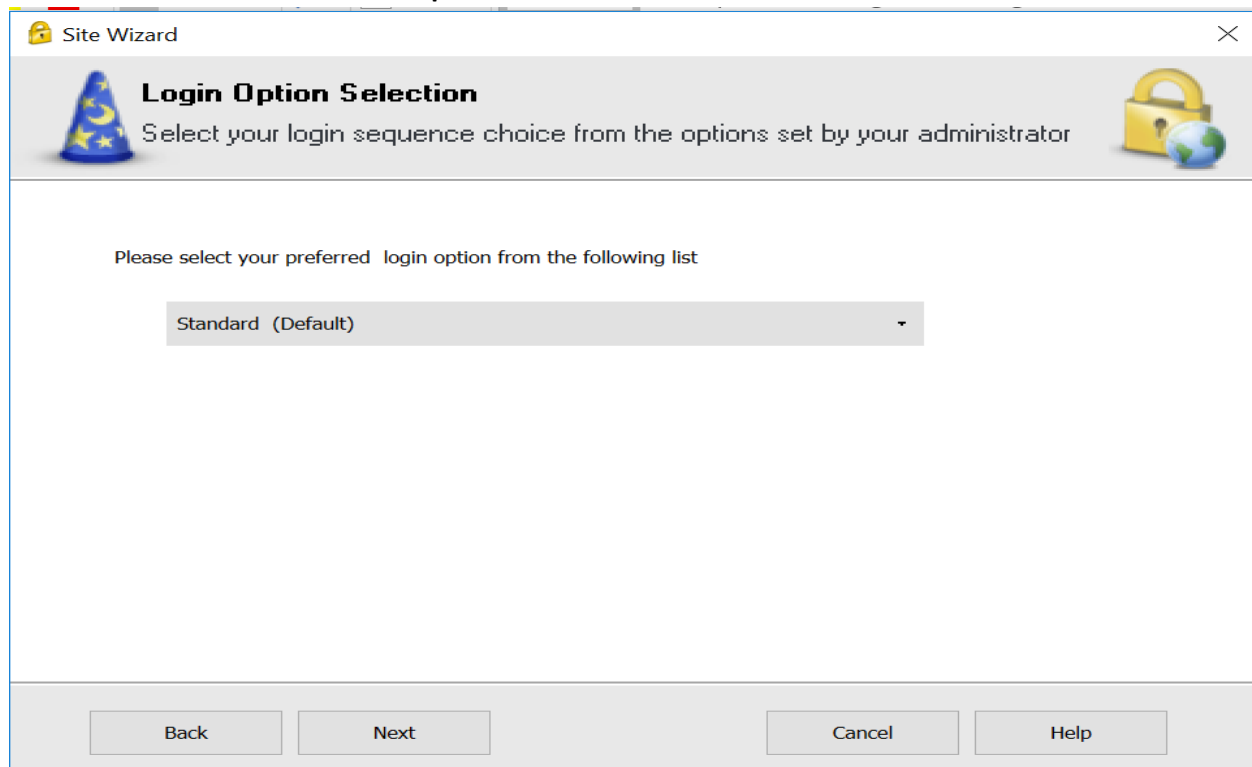 Site Wizard
Login Option Selection
Select your login sequence choice from the options set by your administrator
Please select your preferred  login option from the following list
Standard  (Default)
Back
Next
Cancel
Help